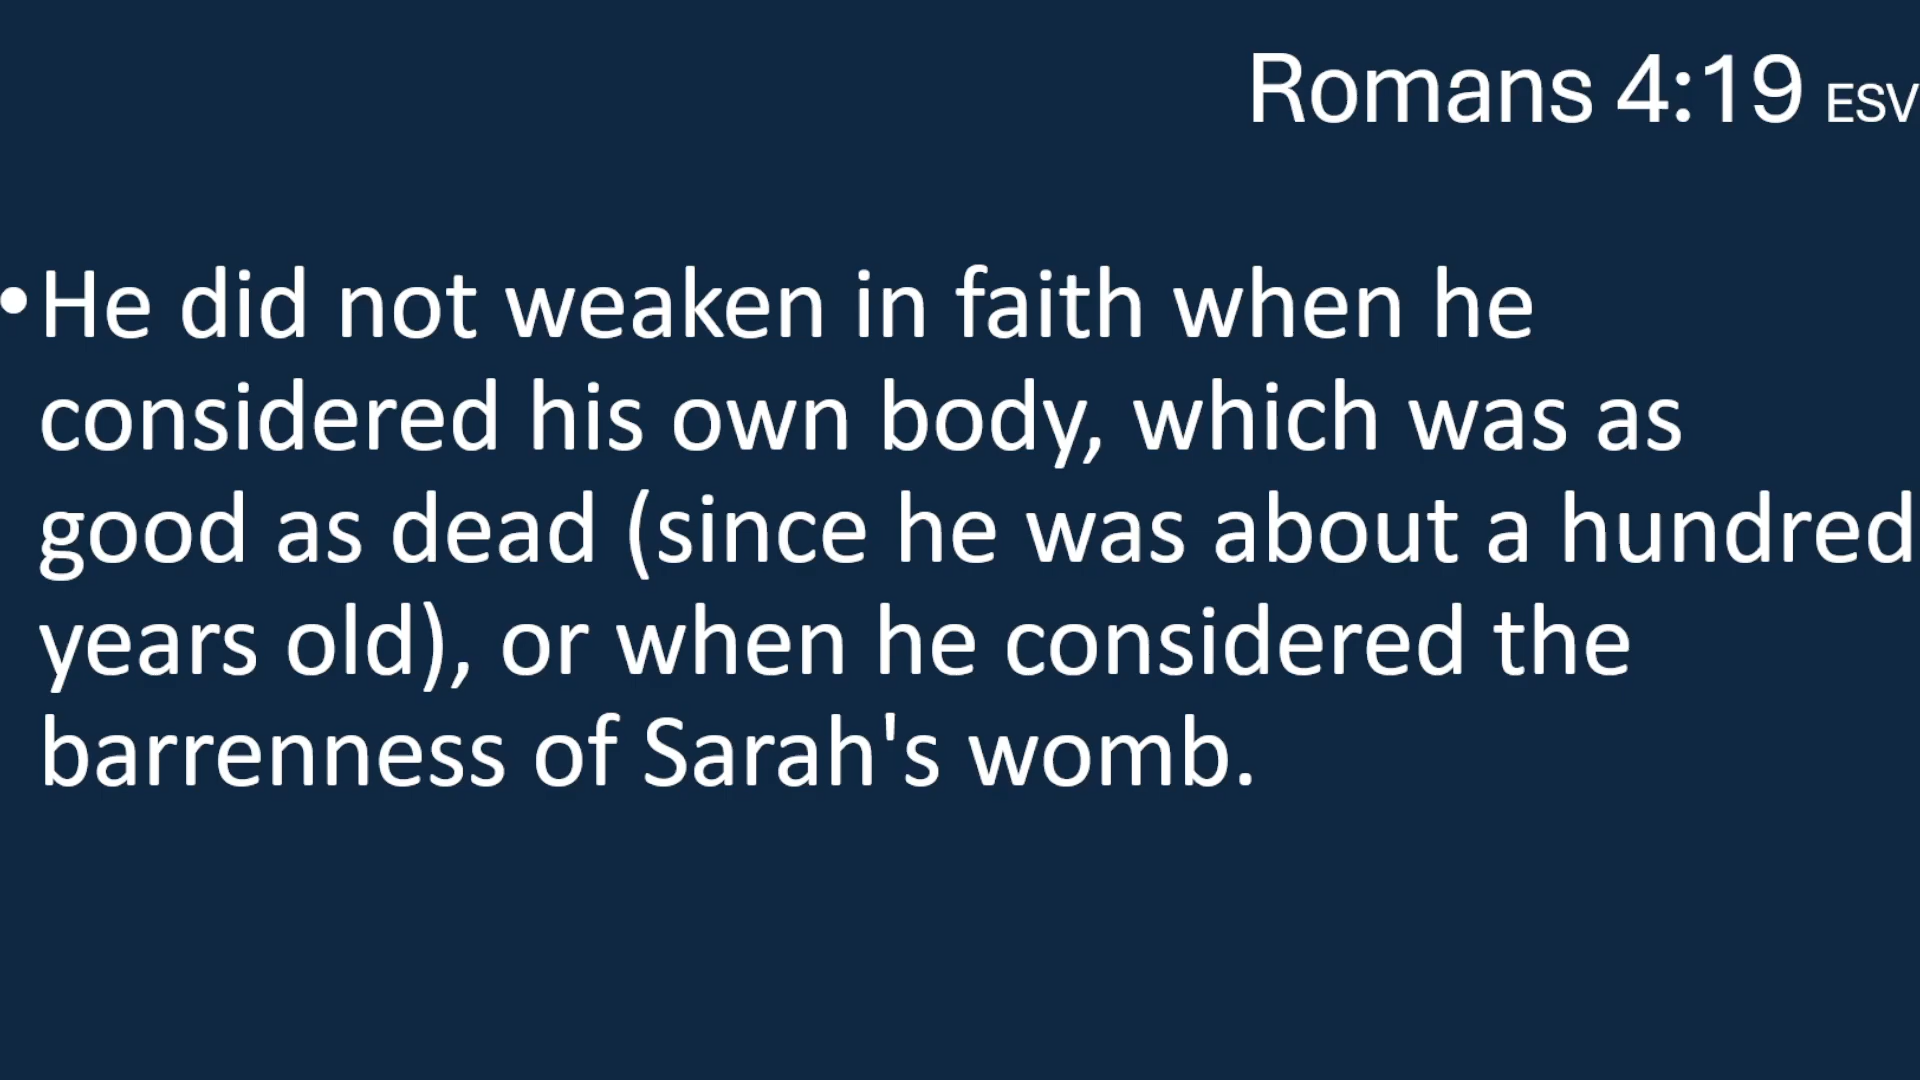 Romans 4:19 ESV
•He did not weaken in faith when he
considered his own body, which was as
good as dead (since he was about a hundred
years old), or when he considered the
barrenness of Sarah's womb.